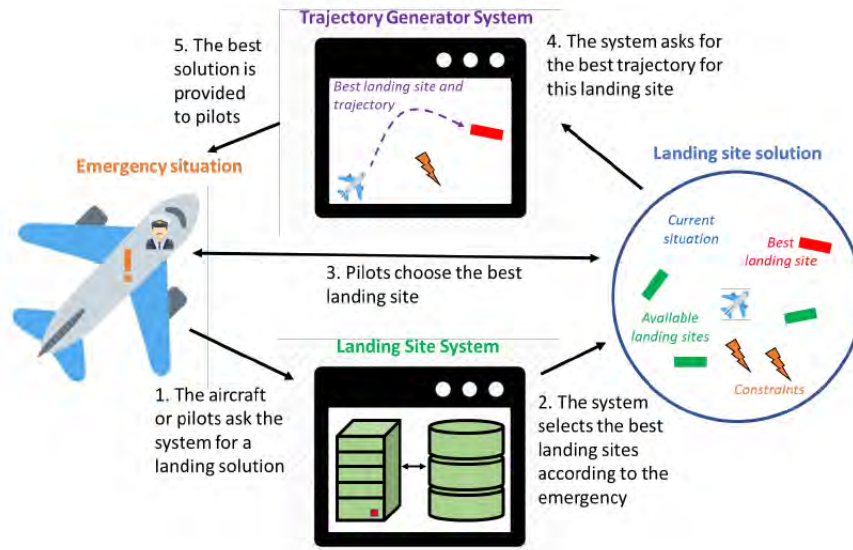 Trajectory Generator System
5. The best
solution is
provided
to pilots
4. The system asks for
the best trajectory for
this landing site
Best landing site and
trajectory
Emergency situation
Landing site solution
Current
situation
Best
landing site
3. Pilots choose the best
landing site
Available
landing sites
Constraints
Landing Site System
1. The aircraft
or pilots ask the
system for a
landing solution
2. The system
selects the best
landing sites
according to the
emergency